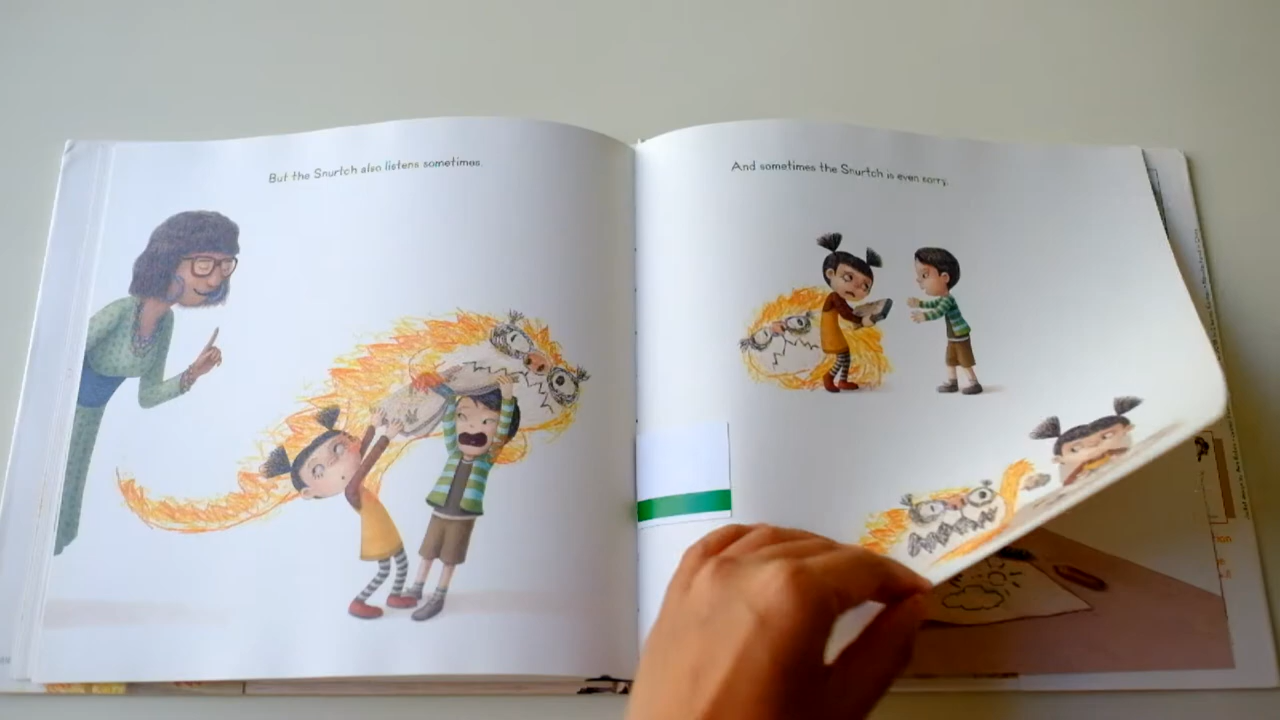 But the Snurtch also listens sometimes.
And sometimes the Snurtch is even sorry.